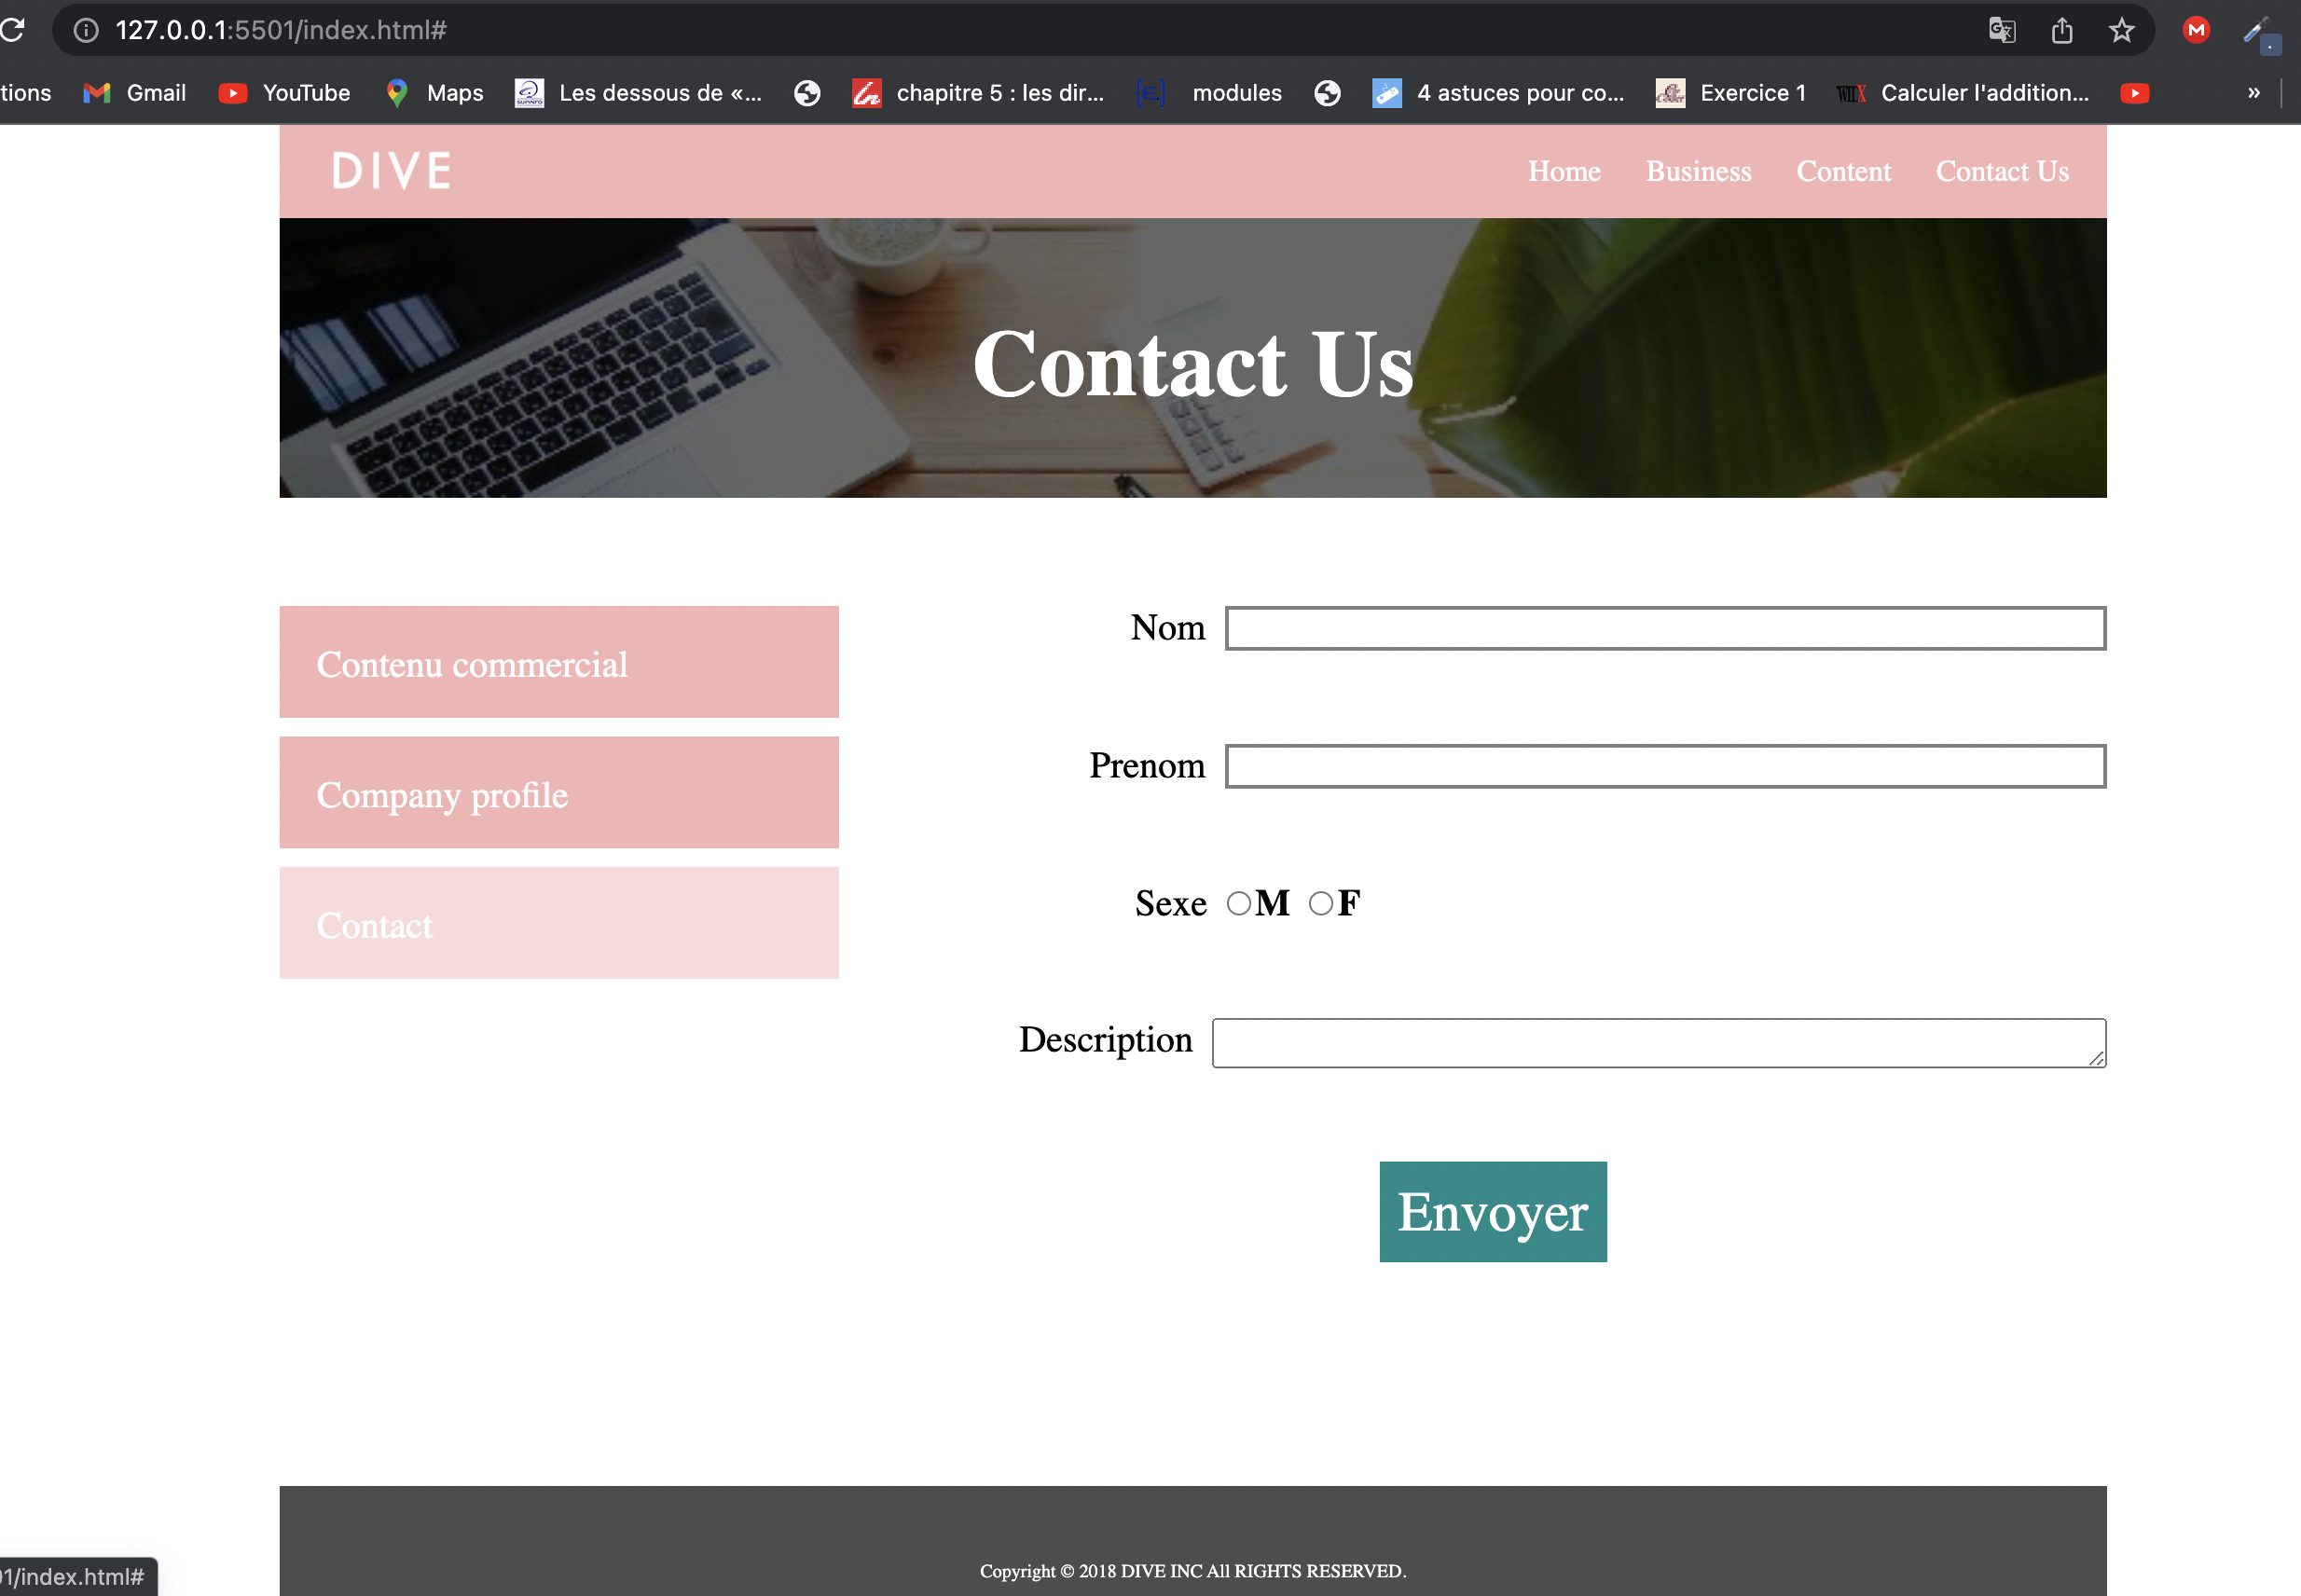 127.0.0.1:5501/index.html#
tions Gmail YouTube Maps Les dessous de «... chapitre 5 : les dir... modules 4 astuces pour co... Exercice 1 Calculer l'addition... »
DIVE Home Business Content Contact Us
Contact Us
Nom
Contenu commercial
Prenom
Company profile
Sexe M F
Contact
Description
Envoyer
Copyright © 2018 DIVE INC All RIGHTS RESERVED.
01/index.html#